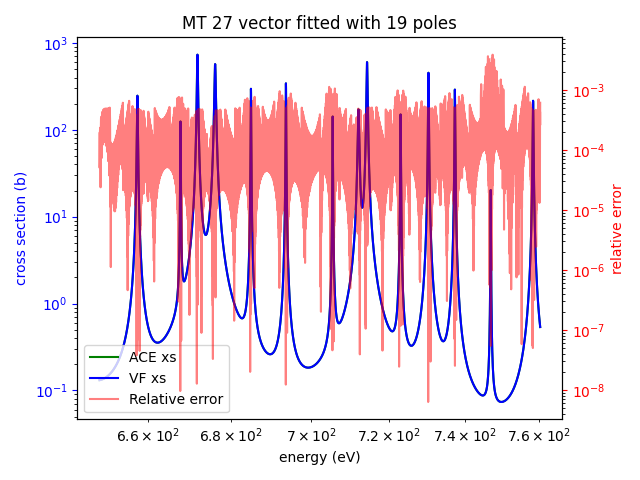 MT 27 vector fitted with 19 poles
10³
10²
10¹
10⁰
10⁻¹
cross section (b)
10⁻³
10⁻⁴
10⁻⁵
10⁻⁶
10⁻⁷
10⁻⁸
relative error
ACE xs
VF xs
Relative error
6.6 × 10² 6.8 × 10² 7 × 10² 7.2 × 10² 7.4 × 10² 7.6 × 10²
energy (eV)